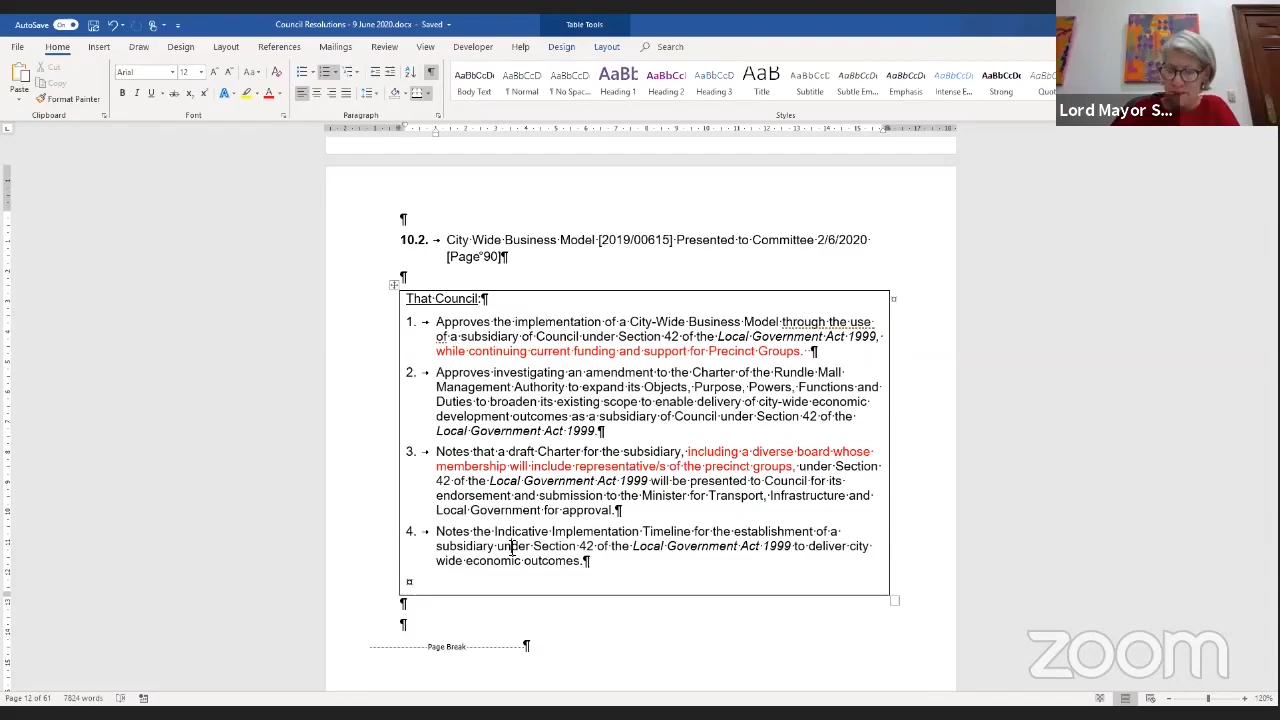 AutoSave On Council Resolutions - 9 June 2020.docx - Saved Table Tools
File Home Insert Draw Design Layout References Mailings Review View Developer Help Design Layout Search
Paste Cut Copy Format Painter
Arial 12
B I U
AaBbCcDc AaBbCcD AaBbCcD AaBb AaBbCc AaBbCcD AaB AaBbCcD AaBbCcDi AaBbCcDt AaBbCcDt AaBbCcDc
Body Text ¶ Normal ¶ No Spac... Heading 1 Heading 2 Heading 3 Title Subtitle Subtle Em... Emphasis Intense E... Strong
Clipboard Font Paragraph Styles
Lord Mayor S...
10.2. City Wide Business Model [2019/00615] Presented to Committee 2/6/2020
[Page 90]¶
That Council:¶
1. Approves the implementation of a City-Wide Business Model through the use
of a subsidiary of Council under Section 42 of the Local Government Act 1999,
while continuing current funding and support for Precinct Groups. ¶
2. Approves investigating an amendment to the Charter of the Rundle Mall
Management Authority to expand its Objects, Purpose, Powers, Functions and
Duties to broaden its existing scope to enable delivery of city-wide economic
development outcomes as a subsidiary of Council under Section 42 of the
Local Government Act 1999.¶
3. Notes that a draft Charter for the subsidiary, including a diverse board whose
membership will include representative/s of the precinct groups, under Section
42 of the Local Government Act 1999 will be presented to Council for its
endorsement and submission to the Minister for Transport, Infrastructure and
Local Government for approval.¶
4. Notes the Indicative Implementation Timeline for the establishment of a
subsidiary under Section 42 of the Local Government Act 1999 to deliver city
wide economic outcomes.¶
Page Break
zoom
Page 12 of 61 7824 words 120%